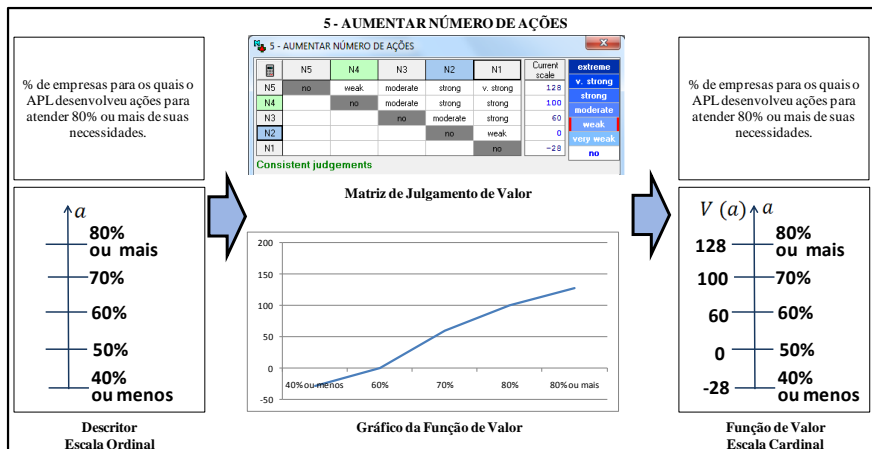 5 - AUMENTAR NÚMERO DE AÇÕES
% de empresas para os quais o
APL desenvolveu ações para
atender 80% ou mais de suas
necessidades.
a
80%
ou mais
70%
60%
50%
40%
ou menos
Descritor
Escala Ordinal
5 - AUMENTAR NÚMERO DE AÇÕES
N5 N4 N3 N2 N1 Current
scale
N5 no weak moderate strong v. strong 128
N4 no moderate strong strong 100
N3 no moderate strong 60
N2 no weak 0
N1 no -28
extreme
v. strong
strong
moderate
weak
very weak
no
Consistent judgements
Matriz de Julgamento de Valor
200
150
100
50
0
-50
40% ou menos 60% 70% 80% 80% ou mais
Gráfico da Função de Valor
% de empresas para os quais o
APL desenvolveu ações para
atender 80% ou mais de suas
necessidades.
V (a) a
128 80%
ou mais
100 70%
60 60%
0 50%
-28 40%
ou menos
Função de Valor
Escala Cardinal